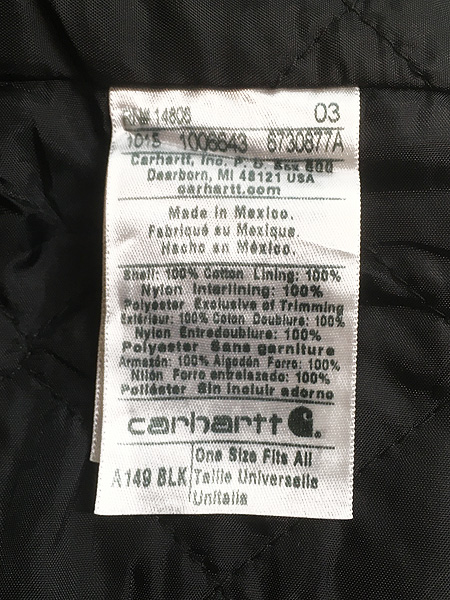 RN# 14806 03
1015 1006643 6730877A
Carhartt, Inc. P. O. Box 600
Dearborn, MI 48121 USA
carhartt.com
Made in Mexico.
Fabriqué au Mexique.
Hecho en México.
Shell: 100% Cotton Lining: 100%
Nylon Interlining: 100%
Polyester Exclusive of Trimming
Extérieur: 100% Coton Doublure: 100%
Nylon Entredoublure: 100%
Polyester Sans garniture
Armazón: 100% Algodón Forro: 100%
Nilón Forro entrelazado: 100%
Poliéster Sin incluir adorno
carhartt
A149 BLK One Size Fits All
Taille Universelle
Unitalla